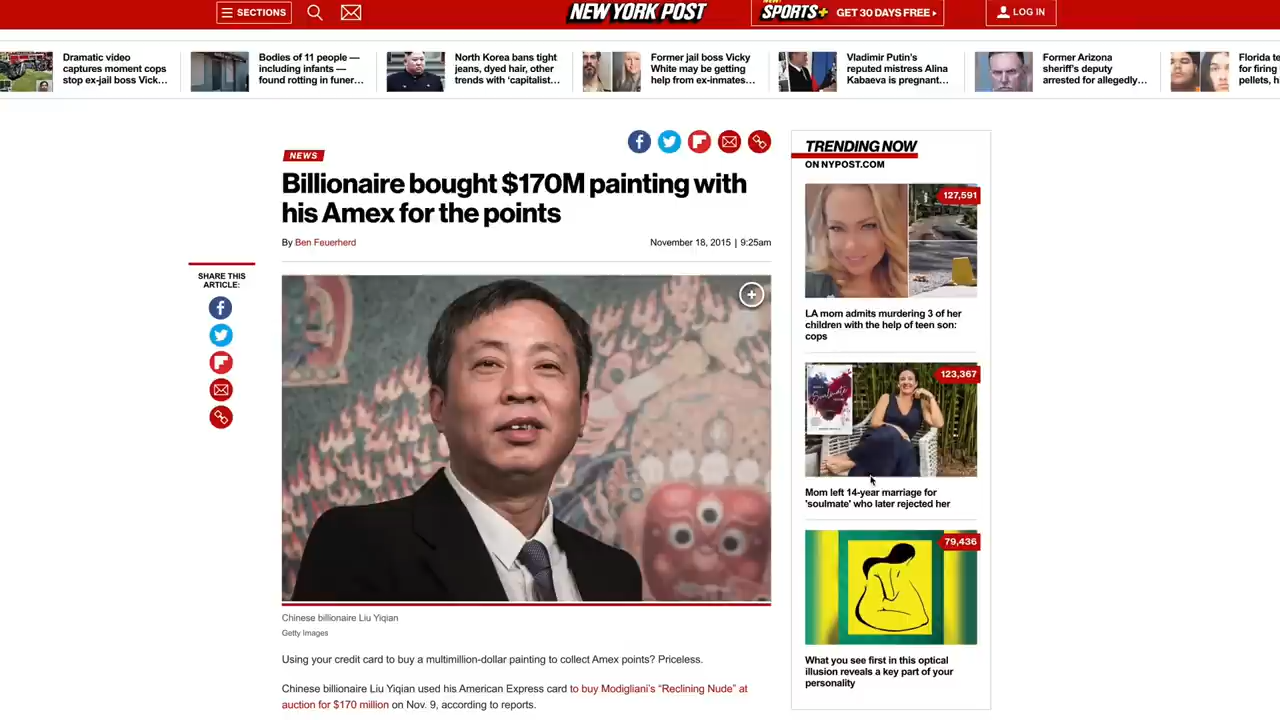 SECTIONS
NEW YORK POST
NEW!
SPORTS+
GET 30 DAYS FREE
LOG IN
Dramatic video
captures moment cops
stop ex-jail boss Vick…
Bodies of 11 people —
including infants —
found rotting in funer…
North Korea bans tight
jeans, dyed hair, other
trends with 'capitalist…
Former jail boss Vicky
White may be getting
help from ex-inmates…
Vladimir Putin's
reputed mistress Alina
Kabaeva is pregnant…
Former Arizona
sheriff's deputy
arrested for allegedly…
Florida te
for firing
pellets, h
NEWS
Billionaire bought $170M painting with
his Amex for the points
By Ben Feuerherd
November 18, 2015 | 9:25am
SHARE THIS
ARTICLE:
Chinese billionaire Liu Yiqian
Getty Images
Using your credit card to buy a multimillion-dollar painting to collect Amex points? Priceless.
Chinese billionaire Liu Yiqian used his American Express card to buy Modigliani's “Reclining Nude” at
auction for $170 million on Nov. 9, according to reports.
TRENDING NOW
ON NYPOST.COM
127,591
LA mom admits murdering 3 of her
children with the help of teen son:
cops
123,367
Soulmate
Mom left 14-year marriage for
'soulmate' who later rejected her
79,436
What you see first in this optical
illusion reveals a key part of your
personality